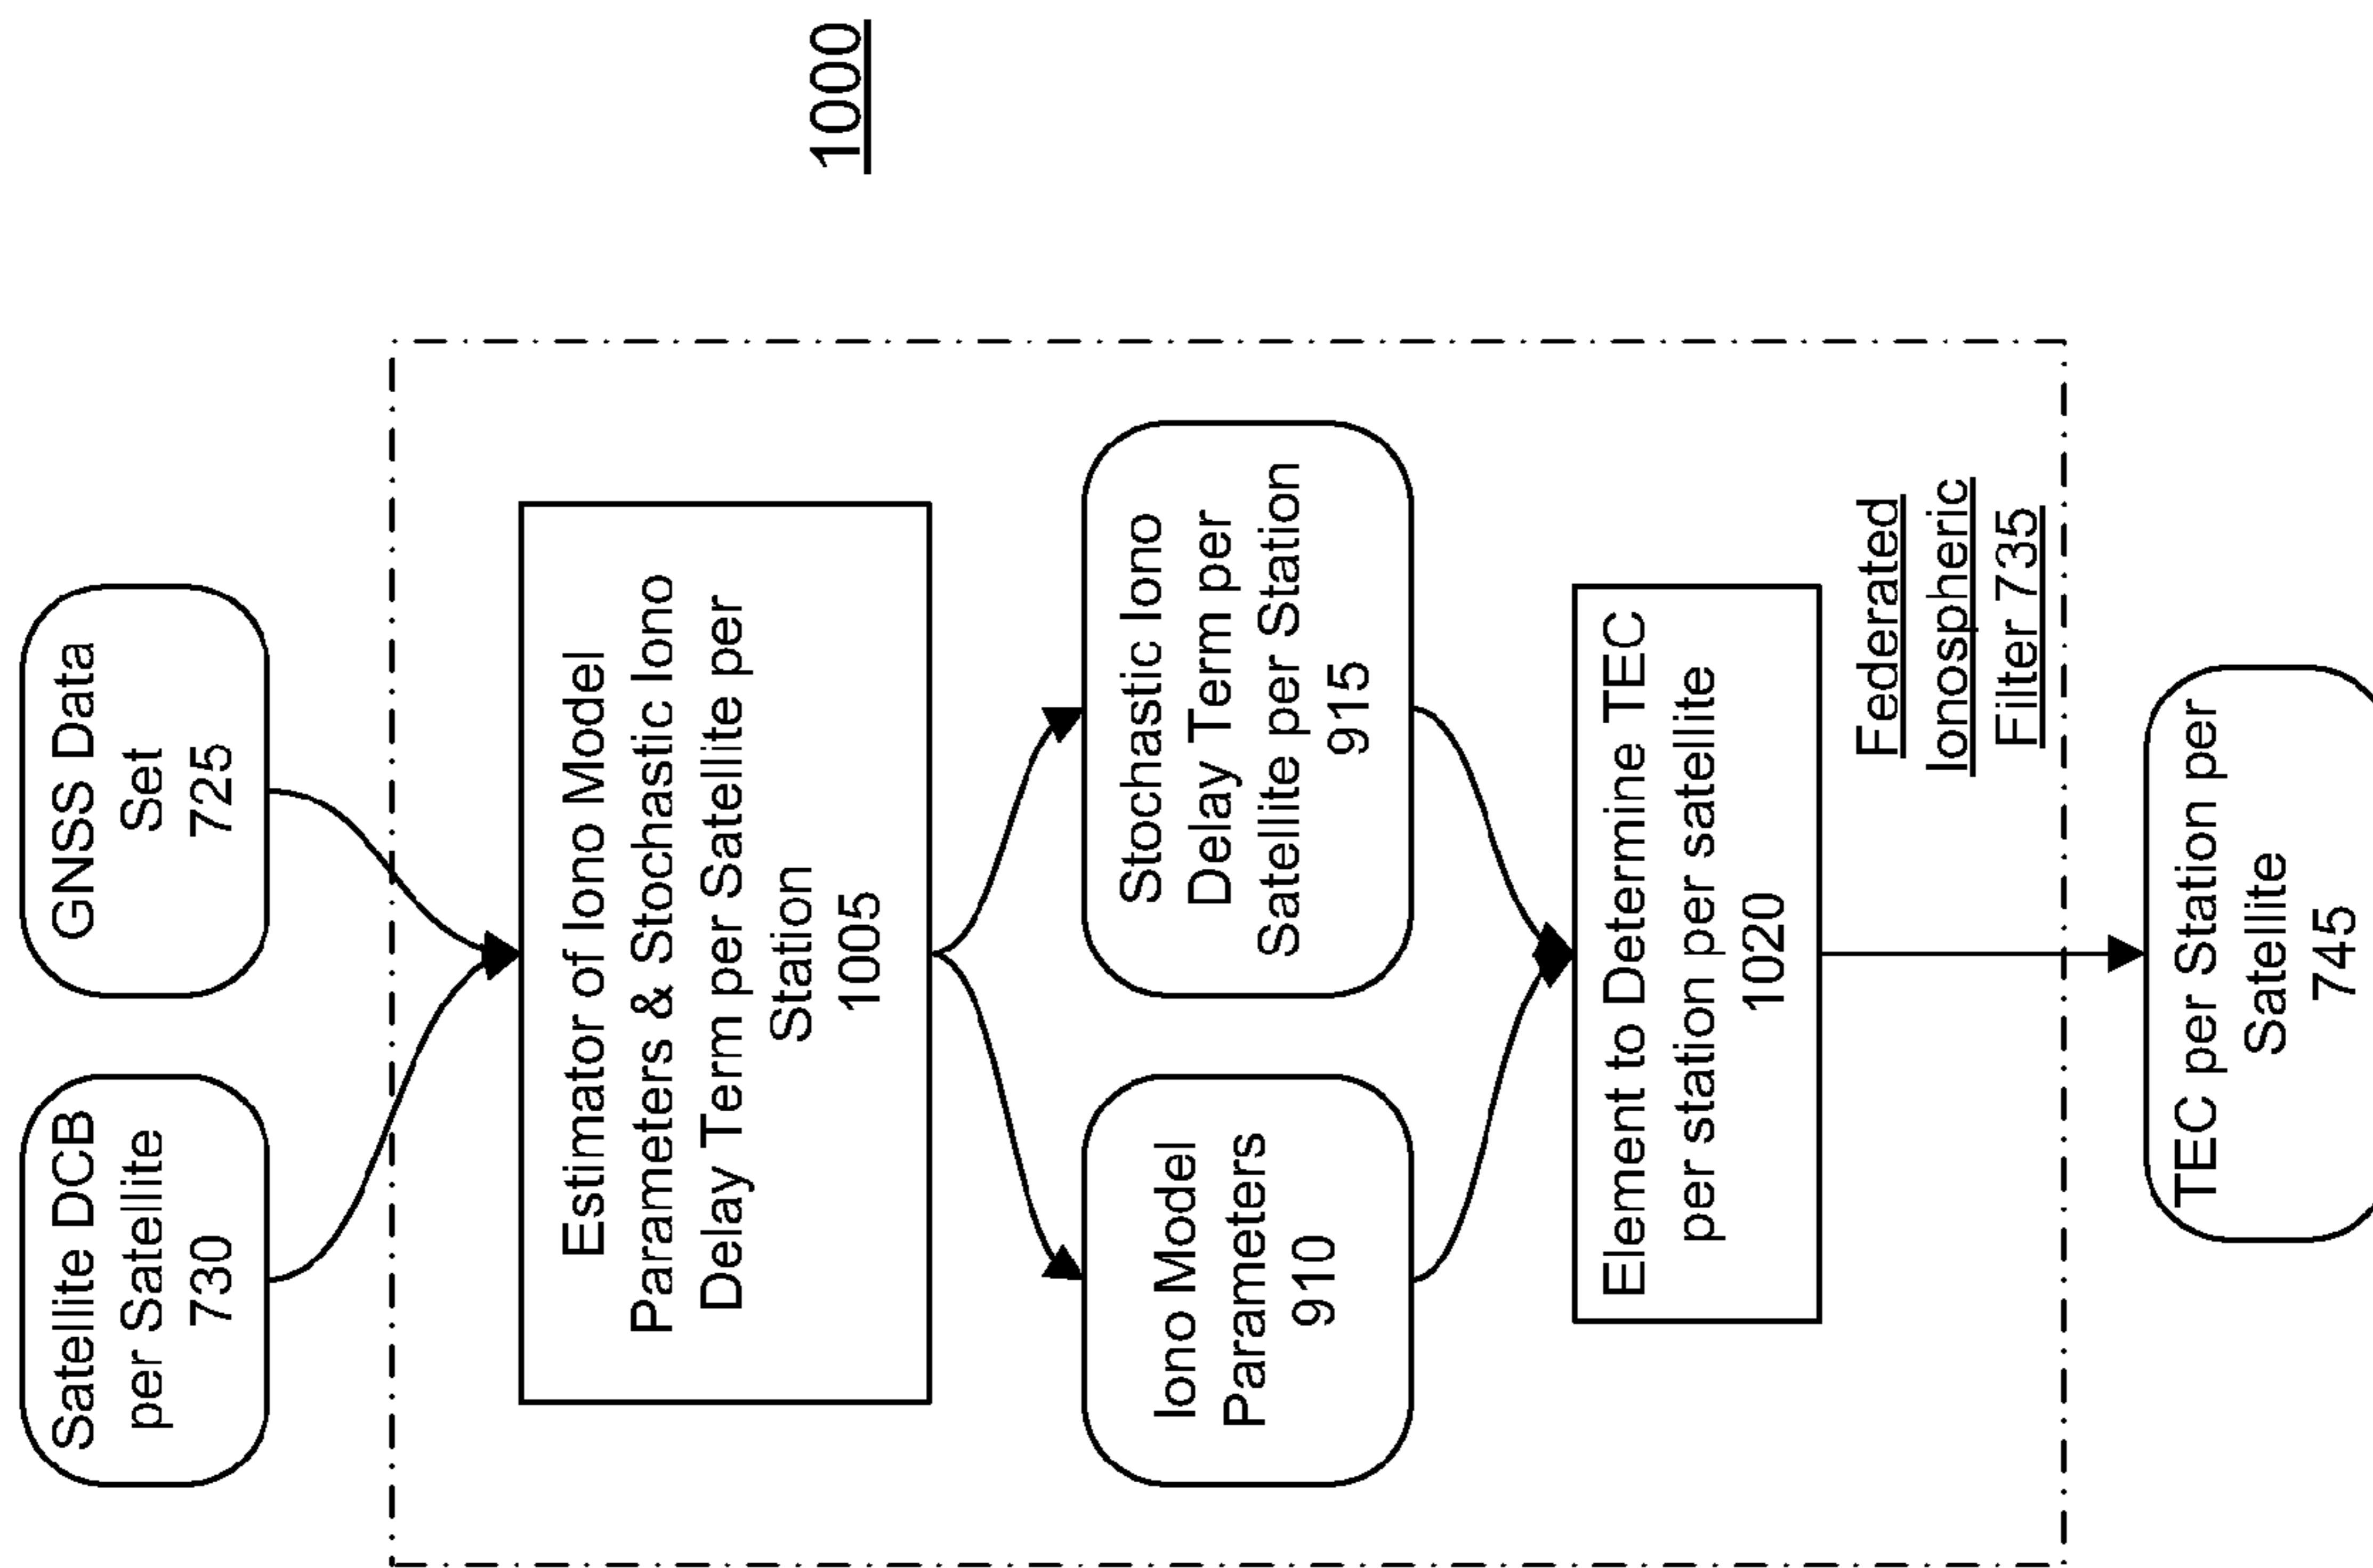 1000
Satellite DCB
per Satellite
730
GNSS Data
Set
725
Estimator of Iono Model
Parameters & Stochastic Iono
Delay Term per Satellite per
Station
1005
Iono Model
Parameters
910
Stochastic Iono
Delay Term per
Satellite per Station
915
Element to Determine TEC
per station per satellite
1020
Federated
Ionospheric
Filter 735
TEC per Station per
Satellite
745